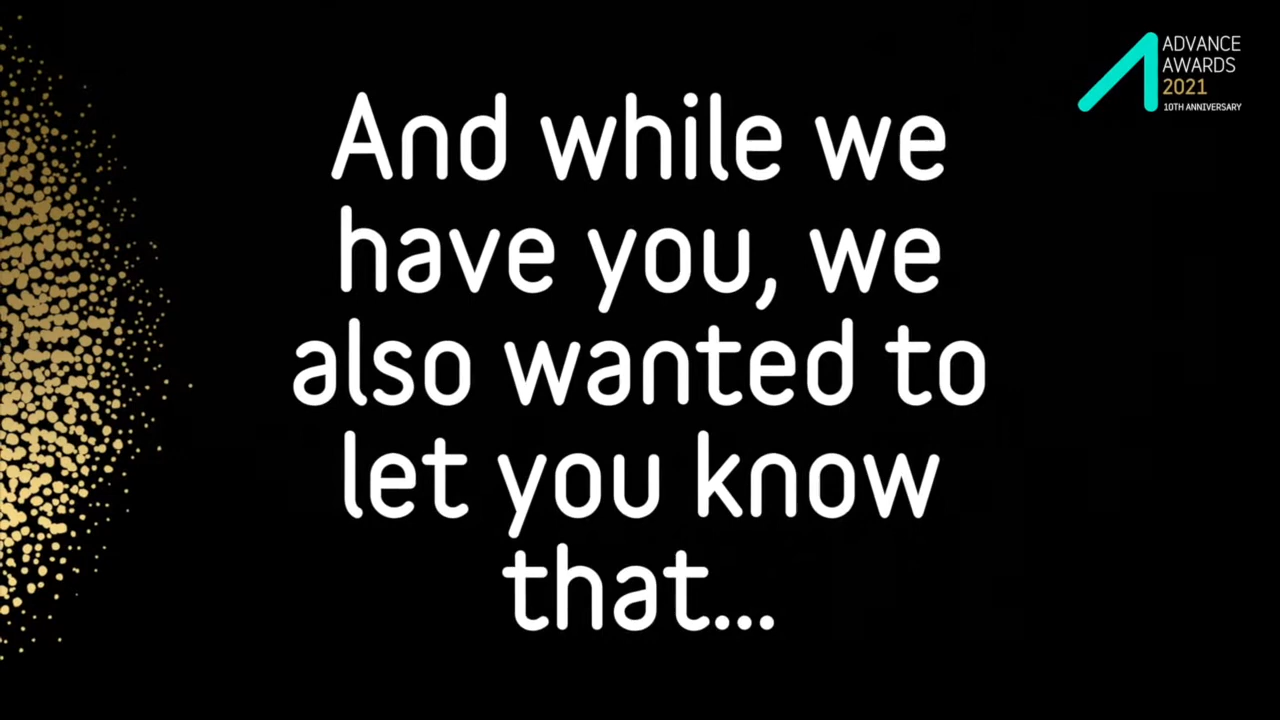 And while we
have you, we
also wanted to
let you know
that...
ADVANCE
AWARDS
2021
10TH ANNIVERSARY